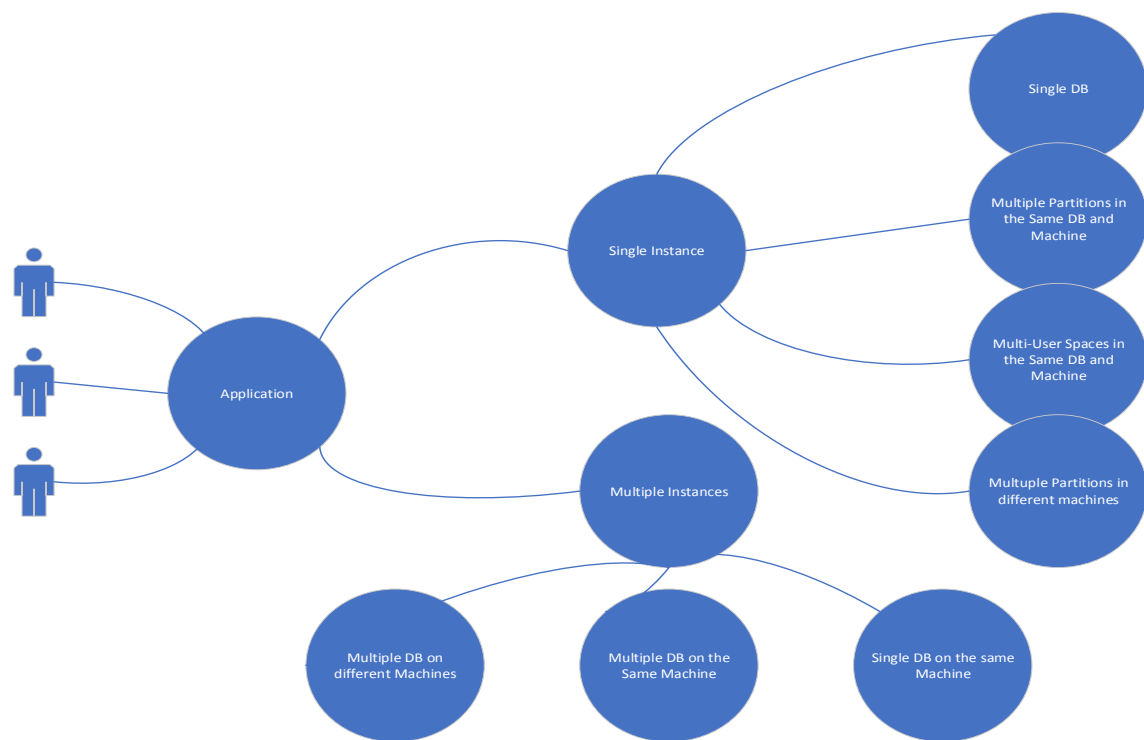 Single DB
Multiple Partitions in
the Same DB and
Machine
Single Instance
Multi-User Spaces in
the Same DB and
Machine
Application
Multiple Instances
Multuple Partitions in
different machines
Multiple DB on
different Machines
Multiple DB on the
Same Machine
Single DB on the same
Machine